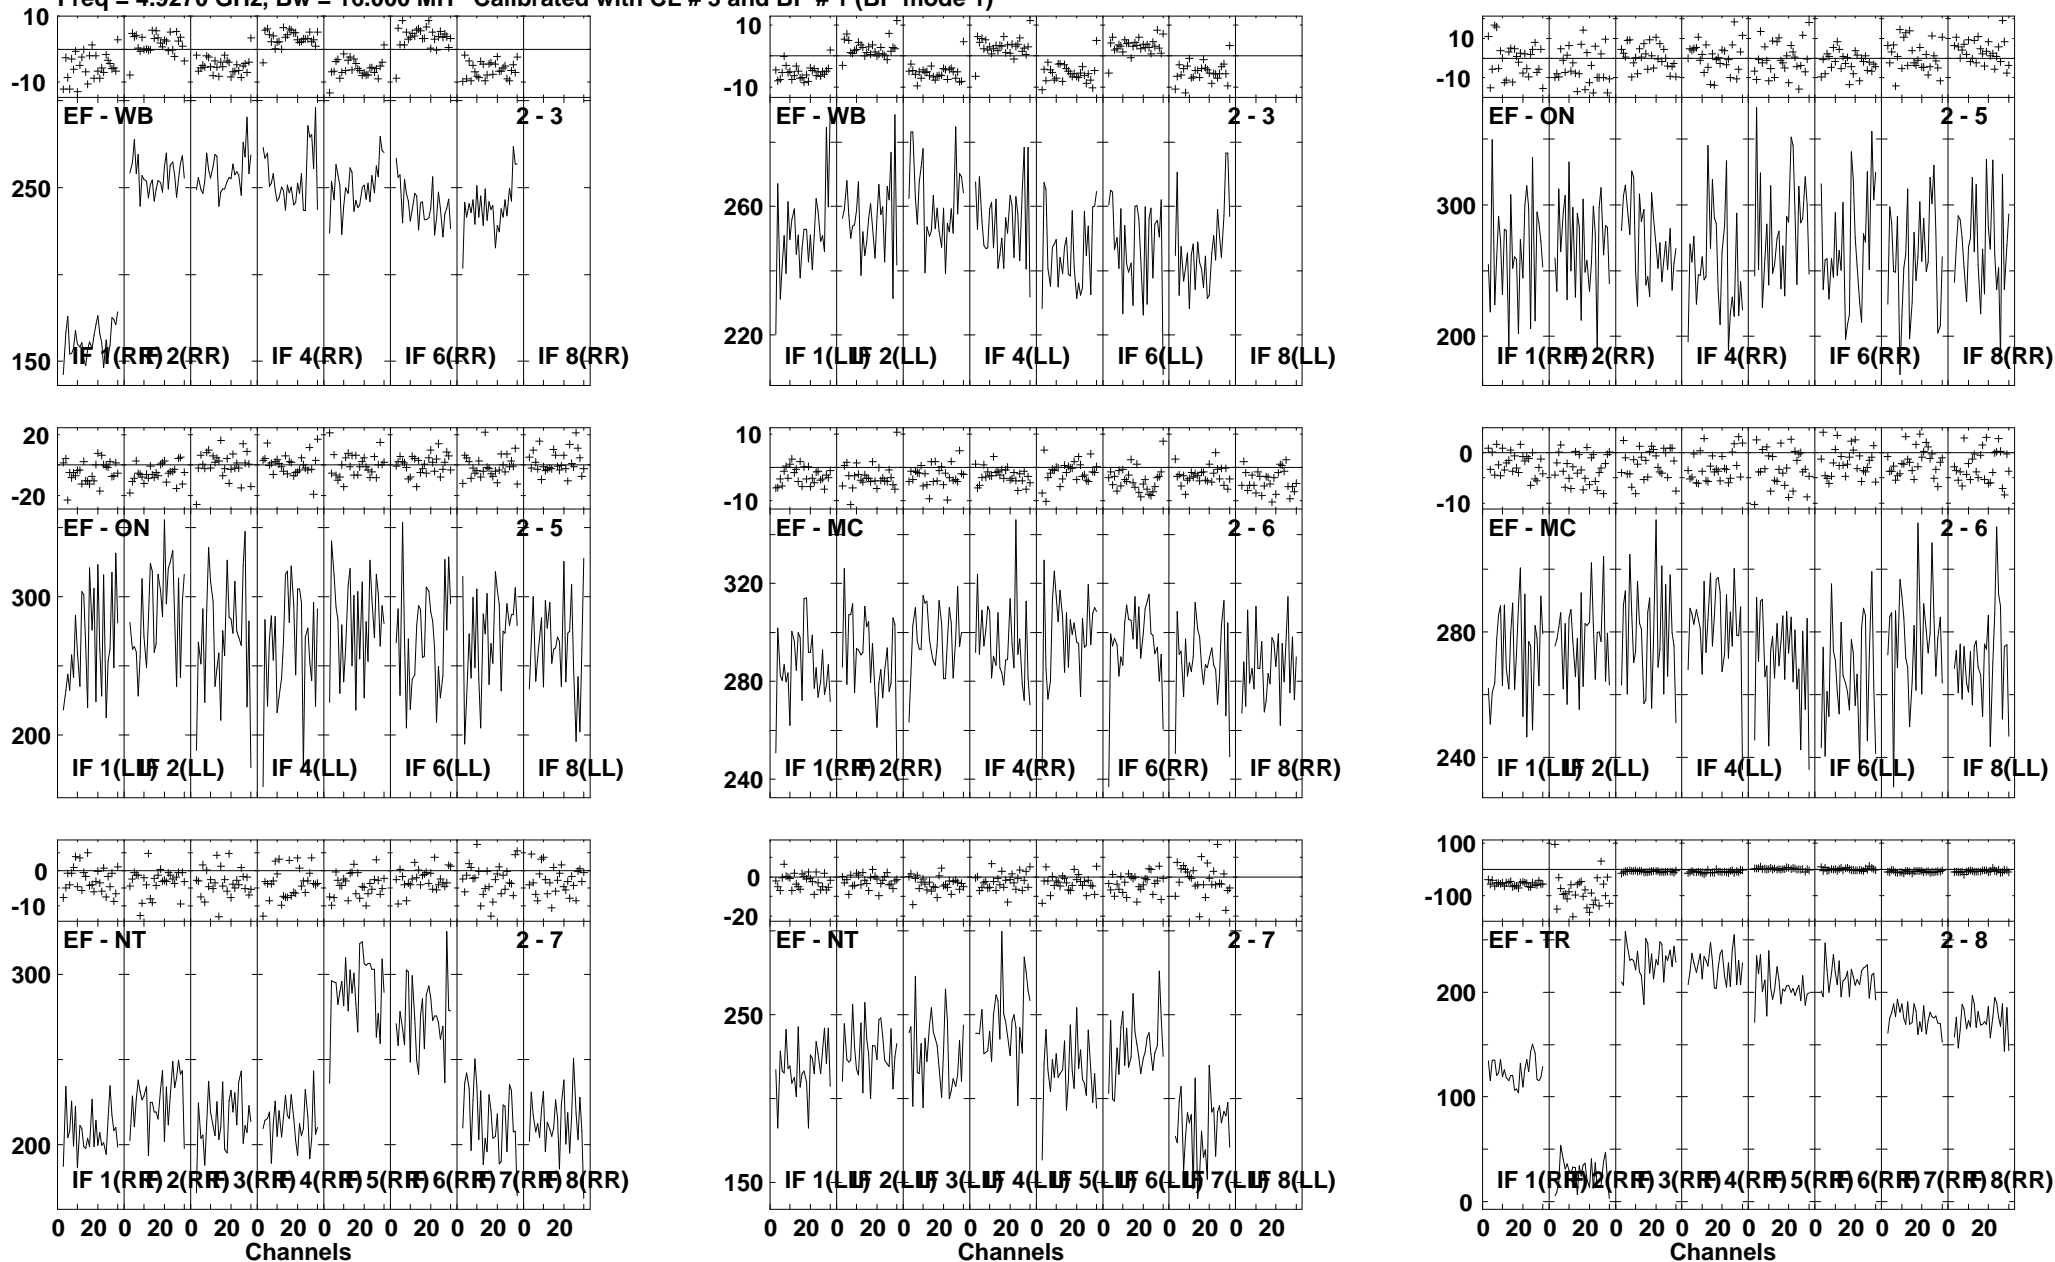 Freq = 4.9270 GHz, Bw = 16.000 MH Calibrated with CL # 3 and BP # 1 (BP mode 1)
10
-10
10
-10
10
-10
EF - WB 2 - 3
EF - WB 2 - 3
EF - ON 2 - 5
250
150
260
220
300
200
IF 1(RR) IF 2(RR) IF 4(RR) IF 6(RR) IF 8(RR)
IF 1(LL) IF 2(LL) IF 4(LL) IF 6(LL) IF 8(LL)
IF 1(RR) IF 2(RR) IF 4(RR) IF 6(RR) IF 8(RR)
20
-20
10
-10
0
-10
EF - ON 2 - 5
EF - MC 2 - 6
EF - MC 2 - 6
300
200
320
280
240
280
240
IF 1(LL) IF 2(LL) IF 4(LL) IF 6(LL) IF 8(LL)
IF 1(RR) IF 2(RR) IF 4(RR) IF 6(RR) IF 8(RR)
IF 1(LL) IF 2(LL) IF 4(LL) IF 6(LL) IF 8(LL)
0
-10
0
-20
100
-100
EF - NT 2 - 7
EF - NT 2 - 7
EF - TR 2 - 8
300
200
250
150
200
100
0
IF 1(RR) IF 2(RR) IF 3(RR) IF 4(RR) IF 5(RR) IF 6(RR) IF 7(RR) IF 8(RR)
IF 1(LL) IF 2(LL) IF 3(LL) IF 4(LL) IF 5(LL) IF 6(LL) IF 7(LL) IF 8(LL)
IF 1(RR) IF 2(RR) IF 3(RR) IF 4(RR) IF 5(RR) IF 6(RR) IF 7(RR) IF 8(RR)
0 20 0 20 0 20 0 20 0 20 0 20 0 20 0 20
0 20 0 20 0 20 0 20 0 20 0 20 0 20 0 20
0 20 0 20 0 20 0 20 0 20 0 20 0 20 0 20
Channels
Channels
Channels